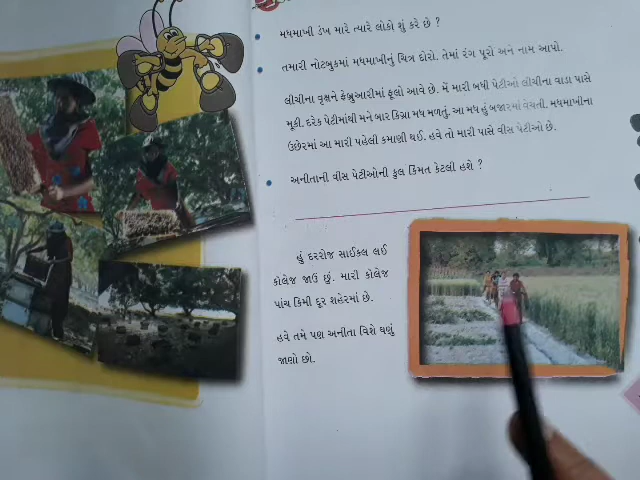 મધમાખી ડંખ મારે ત્યારે લોકો શું કરે છે ?
તમારી નોટબુકમાં મધમાખીનું ચિત્ર દોરો. તેમાં રંગ પૂરો અને નામ આપો.
લીચીના વૃક્ષને ફેબ્રુઆરીમાં ફૂલો આવે છે. મેં મારી બધી પેટીઓ લીચીના વાડા પાસે
મૂકી. દરેક પેટીમાંથી મને બાર કિગ્રા મધ મળતું. આ મધ હું બજારમાં વેચતી. મધમાખીના
ઉછેરમાં આ મારી પહેલી કમાણી થઈ. હવે તો મારી પાસે વીસ પેટીઓ છે.
અનીતાની વીસ પેટીઓની કુલ કિંમત કેટલી હશે ?
હું દરરોજ સાઈકલ લઈ
કૉલેજ જાઉં છું. મારી કૉલેજ
પાંચ કિમી દૂર શહેરમાં છે.
હવે તમે પણ અનીતા વિશે ઘણું
જાણો છો.